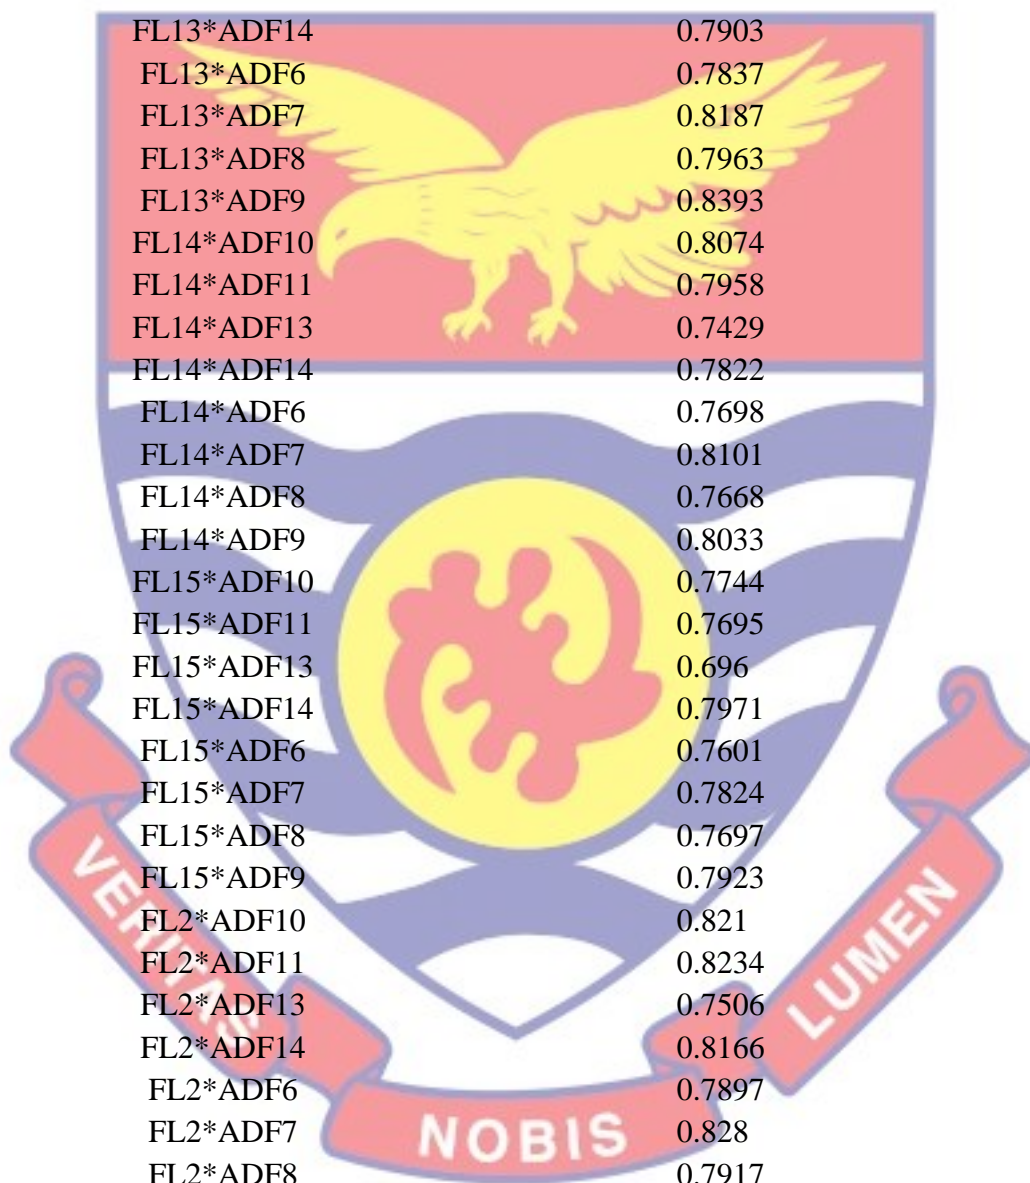 FL13*ADF14 0.7903
FL13*ADF6 0.7837
FL13*ADF7 0.8187
FL13*ADF8 0.7963
FL13*ADF9 0.8393
FL14*ADF10 0.8074
FL14*ADF11 0.7958
FL14*ADF13 0.7429
FL14*ADF14 0.7822
FL14*ADF6 0.7698
FL14*ADF7 0.8101
FL14*ADF8 0.7668
FL14*ADF9 0.8033
FL15*ADF10 0.7744
FL15*ADF11 0.7695
FL15*ADF13 0.696
FL15*ADF14 0.7971
FL15*ADF6 0.7601
FL15*ADF7 0.7824
FL15*ADF8 0.7697
FL15*ADF9 0.7923
FL2*ADF10 0.821
FL2*ADF11 0.8234
FL2*ADF13 0.7506
FL2*ADF14 0.8166
FL2*ADF6 0.7897
FL2*ADF7 0.828
FL2*ADF8 0.7917
VERITAS
NOBIS
LUMEN